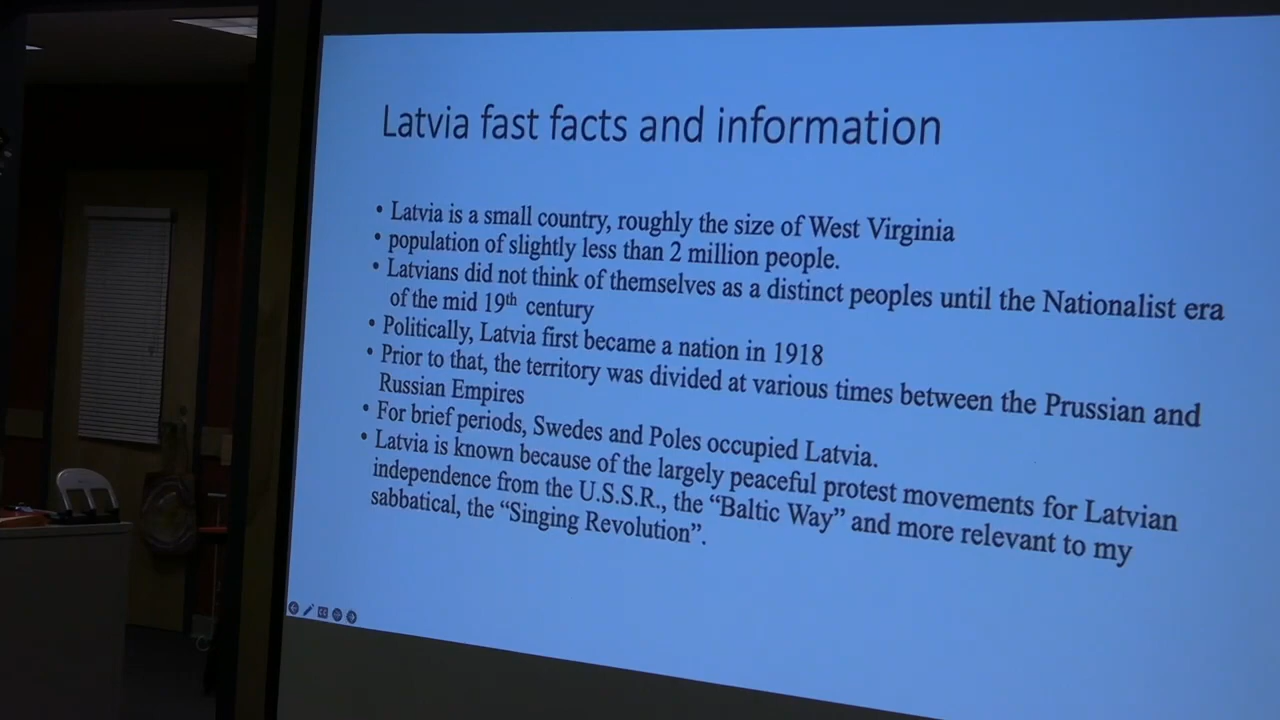 Latvia fast facts and information
• Latvia is a small country, roughly the size of West Virginia
• population of slightly less than 2 million people.
• Latvians did not think of themselves as a distinct peoples until the Nationalist era
of the mid 19th century
• Politically, Latvia first became a nation in 1918
• Prior to that, the territory was divided at various times between the Prussian and
Russian Empires
• For brief periods, Swedes and Poles occupied Latvia.
• Latvia is known because of the largely peaceful protest movements for Latvian
independence from the U.S.S.R., the “Baltic Way” and more relevant to my
sabbatical, the “Singing Revolution”.